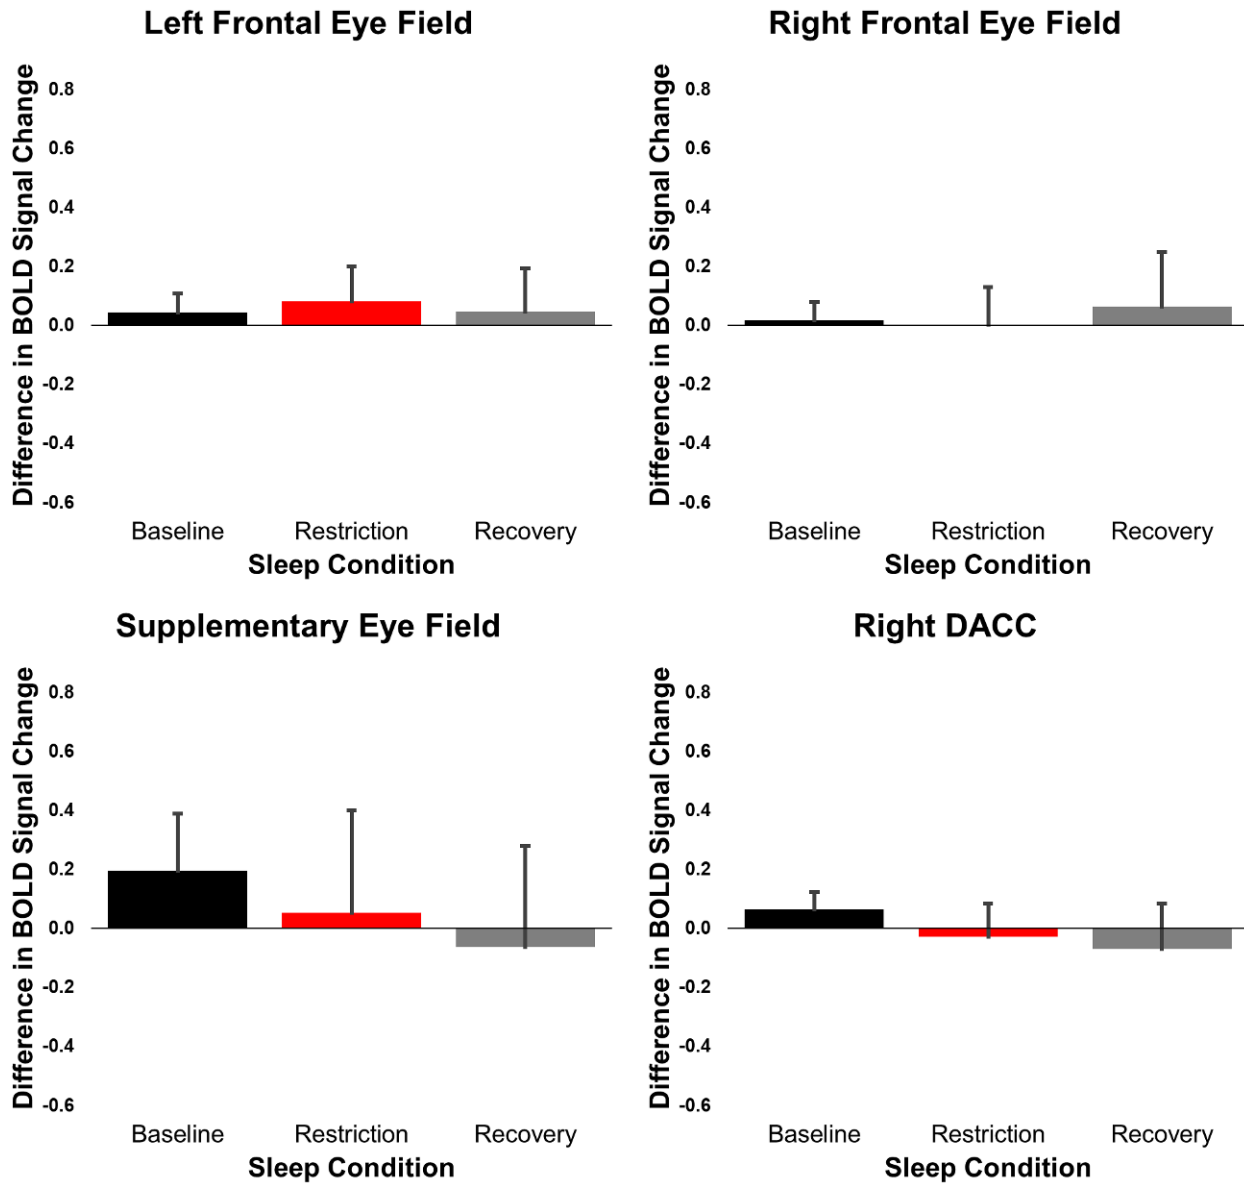 Left Frontal Eye Field
Difference in BOLD Signal Change
0.8
0.6
0.4
0.2
0.0
-0.2
-0.4
-0.6
Baseline Restriction Recovery
Sleep Condition
Right Frontal Eye Field
Difference in BOLD Signal Change
0.8
0.6
0.4
0.2
0.0
-0.2
-0.4
-0.6
Baseline Restriction Recovery
Sleep Condition
Supplementary Eye Field
Difference in BOLD Signal Change
0.8
0.6
0.4
0.2
0.0
-0.2
-0.4
-0.6
Baseline Restriction Recovery
Sleep Condition
Right DACC
Difference in BOLD Signal Change
0.8
0.6
0.4
0.2
0.0
-0.2
-0.4
-0.6
Baseline Restriction Recovery
Sleep Condition